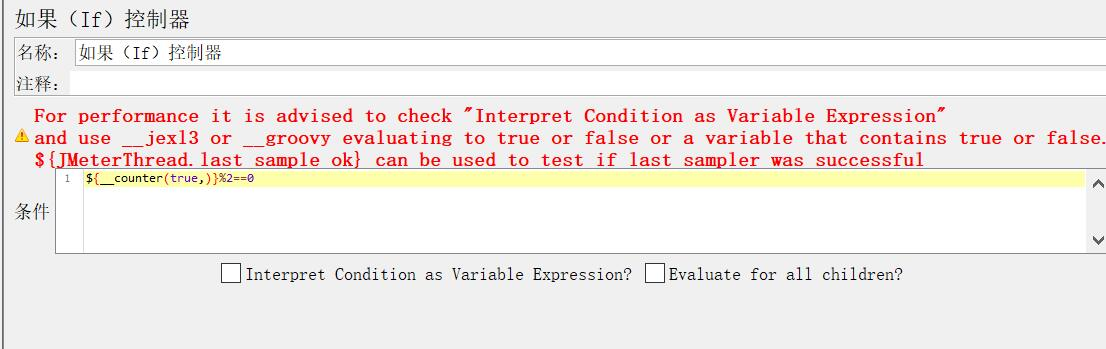 如果（If）控制器
名称： 如果（If）控制器
注释：
For performance it is advised to check "Interpret Condition as Variable Expression"
and use __jexl3 or __groovy evaluating to true or false or a variable that contains true or false.
${JMeterThread.last_sample_ok} can be used to test if last sampler was successful
1 ${__counter(true,)}%2==0
条件
Interpret Condition as Variable Expression? Evaluate for all children?